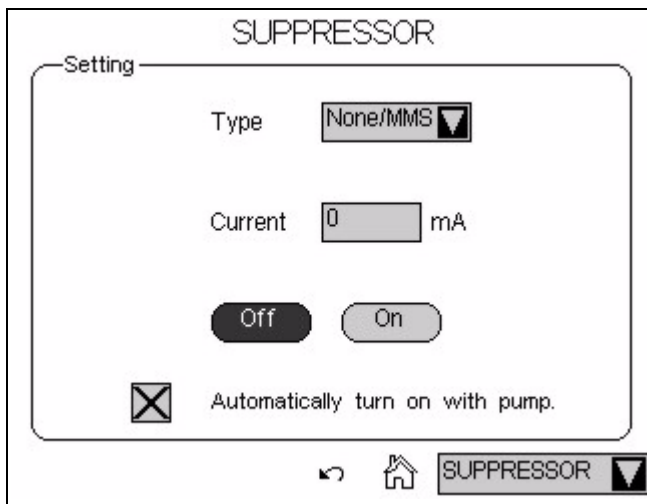 SUPPRESSOR
Setting
Type None/MMS
Current 0 mA
Off On
Automatically turn on with pump.
SUPPRESSOR